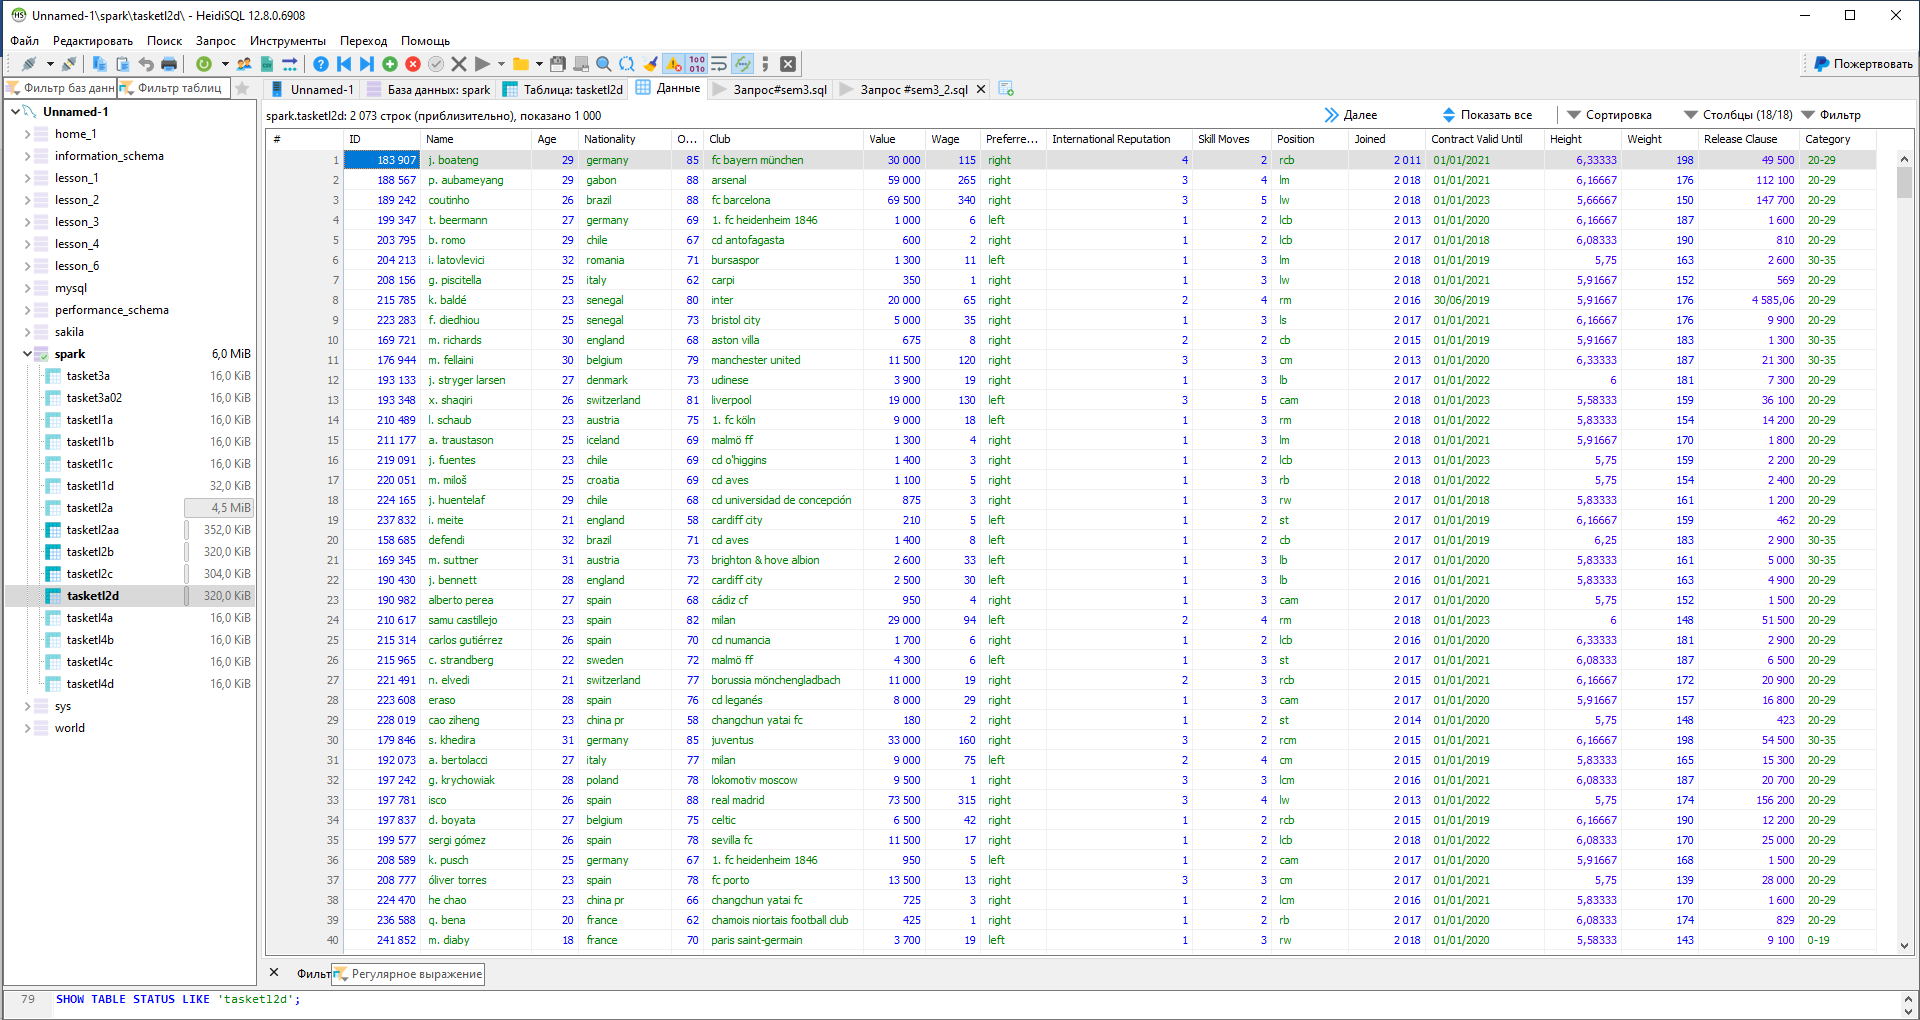 Unnamed-1\spark\tasketl2d\ - HeidiSQL 12.8.0.6908
Файл Редактировать Поиск Запрос Инструменты Переход Помощь
Пожертвовать
Фильтр баз данн Фильтр таблиц
Unnamed-1 База данных: spark Таблица: tasketl2d Данные Запрос#sem3.sql Запрос #sem3_2.sql
Unnamed-1
home_1
information_schema
lesson_1
lesson_2
lesson_3
lesson_4
lesson_6
mysql
performance_schema
sakila
spark 6,0 MiB
tasket3a 16,0 KiB
tasket3a02 16,0 KiB
tasketl1a 16,0 KiB
tasketl1b 16,0 KiB
tasketl1c 16,0 KiB
tasketl1d 32,0 KiB
tasketl2a 4,5 MiB
tasketl2aa 352,0 KiB
tasketl2b 320,0 KiB
tasketl2c 304,0 KiB
tasketl2d 320,0 KiB
tasketl4a 16,0 KiB
tasketl4b 16,0 KiB
tasketl4c 16,0 KiB
tasketl4d 16,0 KiB
sys
world
spark.tasketl2d: 2 073 строк (приблизительно), показано 1 000 Далее Показать все Сортировка Столбцы (18/18) Фильтр
# ID Name Age Nationality O... Club Value Wage Preferre... International Reputation Skill Moves Position Joined Contract Valid Until Height Weight Release Clause Category
1 183 907 j. boateng 29 germany 85 fc bayern münchen 30 000 115 right 4 2 rcb 2 011 01/01/2021 6,33333 198 49 500 20-29
2 188 567 p. aubameyang 29 gabon 88 arsenal 59 000 265 right 3 4 lm 2 018 01/01/2021 6,16667 176 112 100 20-29
3 189 242 coutinho 26 brazil 88 fc barcelona 69 500 340 right 3 5 lw 2 018 01/01/2023 5,66667 150 147 700 20-29
4 199 347 t. beermann 27 germany 69 1. fc heidenheim 1846 1 000 6 left 1 2 lcb 2 013 01/01/2020 6,16667 187 1 600 20-29
5 203 795 b. romo 29 chile 67 cd antofagasta 600 2 right 1 2 lcb 2 017 01/01/2018 6,08333 190 810 20-29
6 204 213 i. latovlevici 32 romania 71 bursaspor 1 300 11 left 1 3 lm 2 018 01/01/2019 5,75 163 2 600 30-35
7 208 156 g. piscitella 25 italy 62 carpi 350 1 right 1 3 lw 2 018 01/01/2021 5,91667 152 569 20-29
8 215 785 k. baldé 23 senegal 80 inter 20 000 65 right 2 4 rm 2 016 30/06/2019 5,91667 176 4 585,06 20-29
9 223 283 f. diedhiou 25 senegal 73 bristol city 5 000 35 right 1 3 ls 2 017 01/01/2021 6,16667 176 9 900 20-29
10 169 721 m. richards 30 england 68 aston villa 675 8 right 2 2 cb 2 015 01/01/2019 5,91667 183 1 300 30-35
11 176 944 m. fellaini 30 belgium 79 manchester united 11 500 120 right 3 3 cm 2 013 01/01/2020 6,33333 187 21 300 30-35
12 193 133 j. stryger larsen 27 denmark 73 udinese 3 900 19 right 1 3 lb 2 017 01/01/2022 6 181 7 300 20-29
13 193 348 x. shaqiri 26 switzerland 81 liverpool 19 000 130 left 3 5 cam 2 018 01/01/2023 5,58333 159 36 100 20-29
14 210 489 l. schaub 23 austria 75 1. fc köln 9 000 18 left 1 3 rm 2 018 01/01/2022 5,83333 154 14 200 20-29
15 211 177 a. traustason 25 iceland 69 malmö ff 1 300 4 right 1 3 lm 2 018 01/01/2021 5,91667 170 1 800 20-29
16 219 091 j. fuentes 23 chile 69 cd o'higgins 1 400 3 right 1 2 lcb 2 013 01/01/2023 5,75 159 2 200 20-29
17 220 051 m. miloš 25 croatia 69 cd aves 1 100 5 right 1 3 rb 2 018 01/01/2022 5,75 154 2 400 20-29
18 224 165 j. huentelaf 29 chile 68 cd universidad de concepción 875 3 right 1 3 rw 2 017 01/01/2018 5,83333 161 1 200 20-29
19 237 832 i. meite 21 england 58 cardiff city 210 5 left 1 2 st 2 017 01/01/2019 6,16667 159 462 20-29
20 158 685 defendi 32 brazil 71 cd aves 1 400 8 left 1 2 cb 2 017 01/01/2019 6,25 183 2 900 30-35
21 169 345 m. suttner 31 austria 73 brighton & hove albion 2 600 33 left 1 3 lb 2 017 01/01/2020 5,83333 161 5 000 30-35
22 190 430 j. bennett 28 england 72 cardiff city 2 500 30 left 1 3 lb 2 016 01/01/2021 5,83333 163 4 900 20-29
23 190 982 alberto perea 27 spain 68 cádiz cf 950 4 right 1 3 cam 2 017 01/01/2020 5,75 152 1 500 20-29
24 210 617 samu castillejo 23 spain 82 milan 29 000 94 left 2 4 rm 2 018 01/01/2023 6 148 51 500 20-29
25 215 314 carlos gutiérrez 26 spain 70 cd numancia 1 700 6 right 1 2 lcb 2 016 01/01/2020 6,33333 181 2 900 20-29
26 215 965 c. strandberg 22 sweden 72 malmö ff 4 300 6 left 1 3 st 2 017 01/01/2021 6,08333 187 6 500 20-29
27 221 491 n. elvedi 21 switzerland 77 borussia mönchengladbach 11 000 19 right 2 3 rcb 2 015 01/01/2021 6,16667 172 20 900 20-29
28 223 608 eraso 28 spain 76 cd leganés 8 000 29 right 1 3 cam 2 017 01/01/2020 5,91667 157 16 800 20-29
29 228 019 cao ziheng 23 china pr 58 changchun yatai fc 180 2 right 1 2 st 2 014 01/01/2020 5,75 148 423 20-29
30 179 846 s. khedira 31 germany 85 juventus 33 000 160 right 3 2 rcm 2 015 01/01/2021 6,16667 198 54 500 30-35
31 192 073 a. bertolacci 27 italy 77 milan 9 000 75 left 2 4 cm 2 015 01/01/2019 5,83333 165 15 300 20-29
32 197 242 g. krychowiak 28 poland 78 lokomotiv moscow 9 500 1 right 3 3 lcm 2 016 01/01/2021 6,08333 187 20 700 20-29
33 197 781 isco 26 spain 88 real madrid 73 500 315 right 3 4 lw 2 013 01/01/2022 5,75 174 156 200 20-29
34 197 837 d. boyata 27 belgium 75 celtic 6 500 42 right 1 2 rcb 2 015 01/01/2019 6,16667 190 12 200 20-29
35 199 577 sergi gómez 26 spain 78 sevilla fc 11 500 17 right 1 2 lcb 2 018 01/01/2022 6,08333 170 25 000 20-29
36 208 589 k. pusch 25 germany 67 1. fc heidenheim 1846 950 5 left 1 2 cam 2 017 01/01/2020 5,91667 168 1 500 20-29
37 208 777 óliver torres 23 spain 78 fc porto 13 500 13 right 3 3 cm 2 017 01/01/2021 5,75 139 28 000 20-29
38 224 470 he chao 23 china pr 66 changchun yatai fc 725 3 right 1 2 lcm 2 016 01/01/2021 5,83333 170 1 600 20-29
39 236 588 q. bena 20 france 62 chamois niortais football club 425 1 right 1 2 rb 2 017 01/01/2020 6,08333 174 829 20-29
40 241 852 m. diaby 18 france 70 paris saint-germain 3 700 19 left 1 3 rw 2 018 01/01/2020 5,58333 143 9 100 0-19
Фильт Регулярное выражение
79 SHOW TABLE STATUS LIKE 'tasketl2d';